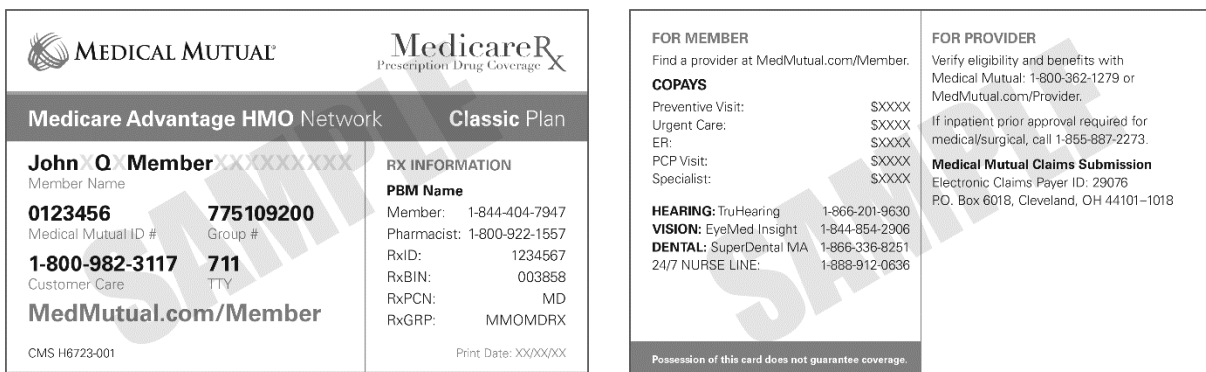 MEDICAL MUTUAL®
MedicareRx
Prescription Drug Coverage
Medicare Advantage HMO Network Classic Plan
JohnXQXMemberXXXXXXXXX
Member Name
0123456 775109200
Medical Mutual ID # Group #
1-800-982-3117 711
Customer Care TTY
MedMutual.com/Member
CMS H6723-001
RX INFORMATION
PBM Name
Member: 1-844-404-7947
Pharmacist: 1-800-922-1557
RxID: 1234567
RxBIN: 003858
RxPCN: MD
RxGRP: MMOMDRX
Print Date: XX/XX/XX
SAMPLE
FOR MEMBER
Find a provider at MedMutual.com/Member.
COPAYS
Preventive Visit: $XXXX
Urgent Care: $XXXX
ER: $XXXX
PCP Visit: $XXXX
Specialist: $XXXX
HEARING: TruHearing 1-866-201-9630
VISION: EyeMed Insight 1-844-854-2906
DENTAL: SuperDental MA 1-866-336-8251
24/7 NURSE LINE: 1-888-912-0636
Possession of this card does not guarantee coverage.
FOR PROVIDER
Verify eligibility and benefits with
Medical Mutual: 1-800-362-1279 or
MedMutual.com/Provider.
If inpatient prior approval required for
medical/surgical, call 1-855-887-2273.
Medical Mutual Claims Submission
Electronic Claims Payer ID: 29076
P.O. Box 6018, Cleveland, OH 44101–1018
SAMPLE